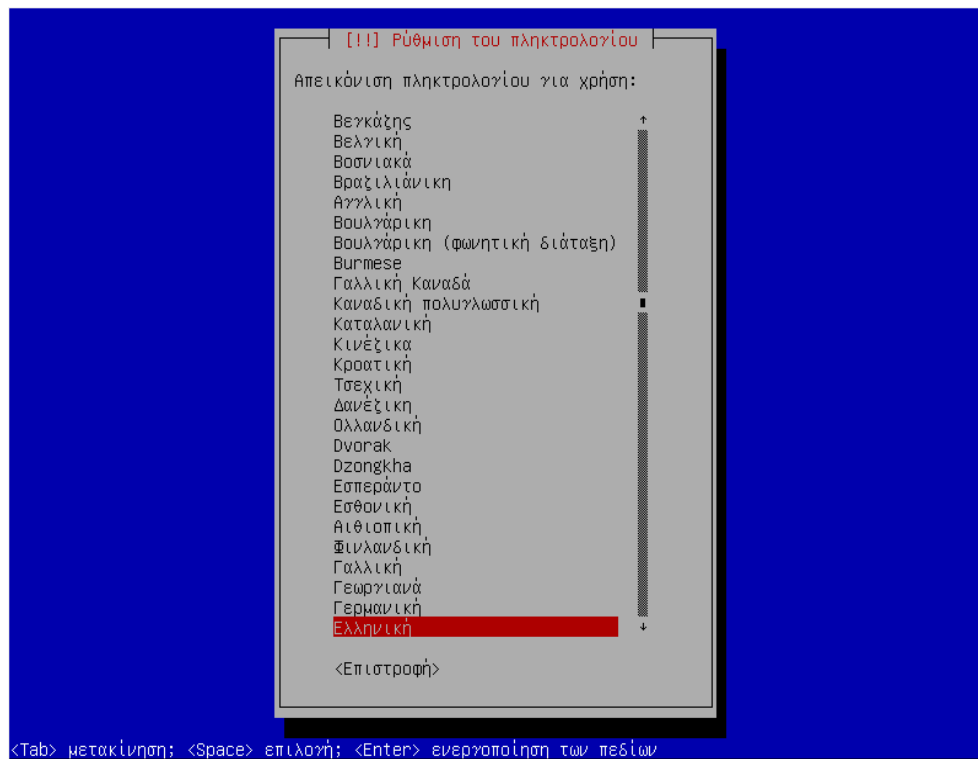 [!!] Ρύθμιση του πληκτρολογίου
Απεικόνιση πληκτρολογίου για χρήση:
Βεγκάζης
Βελγική
Βοσνιακά
Βραζιλιάνικη
Αγγλική
Βουλγάρικη
Βουλγάρικη (φωνητική διάταξη)
Burmese
Γαλλική Καναδά
Καναδική πολυγλωσσική
Καταλανική
Κινέζικα
Κροατική
Τσεχική
Δανέζικη
Ολλανδική
Dvorak
Dzongkha
Εσπεράντο
Εσθονική
Αιθιοπική
Φινλανδική
Γαλλική
Γεωργιανά
Γερμανική
Ελληνική
<Επιστροφή>
<Tab> μετακίνηση; <Space> επιλογή; <Enter> ενεργοποίηση των πεδίων